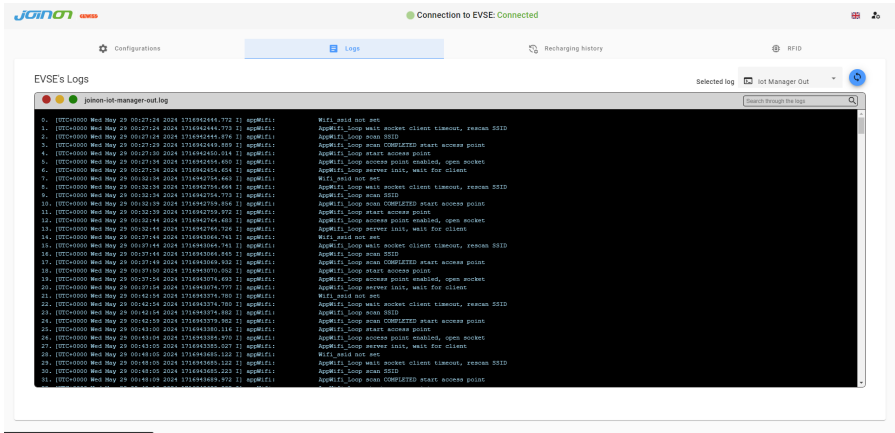 JOINON GEWISS
Connection to EVSE: Connected
Configurations
Logs
Recharging history
RFID
EVSE's Logs
Selected log
Iot Manager Out
joinon-iot-manager-out.log
Search through the logs
0. [UTC+0000 Wed May 29 00:27:24 2024 1716942444.772 I] appWifi: Wifi_ssid not set
1. [UTC+0000 Wed May 29 00:27:24 2024 1716942444.773 I] appWifi: AppWifi_Loop wait socket client timeout, rescan SSID
2. [UTC+0000 Wed May 29 00:27:24 2024 1716942444.876 I] appWifi: AppWifi_Loop scan SSID
3. [UTC+0000 Wed May 29 00:27:29 2024 1716942449.889 I] appWifi: AppWifi_Loop scan COMPLETED start access point
4. [UTC+0000 Wed May 29 00:27:30 2024 1716942450.014 I] appWifi: AppWifi_Loop start access point
5. [UTC+0000 Wed May 29 00:27:34 2024 1716942454.650 I] appWifi: AppWifi_Loop access point enabled, open socket
6. [UTC+0000 Wed May 29 00:27:34 2024 1716942454.654 I] appWifi: AppWifi_Loop server init, wait for client
7. [UTC+0000 Wed May 29 00:32:34 2024 1716942754.663 I] appWifi: Wifi_ssid not set
8. [UTC+0000 Wed May 29 00:32:34 2024 1716942754.664 I] appWifi: AppWifi_Loop wait socket client timeout, rescan SSID
9. [UTC+0000 Wed May 29 00:32:34 2024 1716942754.773 I] appWifi: AppWifi_Loop scan SSID
10. [UTC+0000 Wed May 29 00:32:39 2024 1716942759.856 I] appWifi: AppWifi_Loop scan COMPLETED start access point
11. [UTC+0000 Wed May 29 00:32:39 2024 1716942759.972 I] appWifi: AppWifi_Loop start access point
12. [UTC+0000 Wed May 29 00:32:44 2024 1716942764.683 I] appWifi: AppWifi_Loop access point enabled, open socket
13. [UTC+0000 Wed May 29 00:32:44 2024 1716942764.726 I] appWifi: AppWifi_Loop server init, wait for client
14. [UTC+0000 Wed May 29 00:37:44 2024 1716943064.741 I] appWifi: Wifi_ssid not set
15. [UTC+0000 Wed May 29 00:37:44 2024 1716943064.741 I] appWifi: AppWifi_Loop wait socket client timeout, rescan SSID
16. [UTC+0000 Wed May 29 00:37:44 2024 1716943064.845 I] appWifi: AppWifi_Loop scan SSID
17. [UTC+0000 Wed May 29 00:37:49 2024 1716943069.932 I] appWifi: AppWifi_Loop scan COMPLETED start access point
18. [UTC+0000 Wed May 29 00:37:50 2024 1716943070.052 I] appWifi: AppWifi_Loop start access point
19. [UTC+0000 Wed May 29 00:37:54 2024 1716943074.693 I] appWifi: AppWifi_Loop access point enabled, open socket
20. [UTC+0000 Wed May 29 00:37:54 2024 1716943074.777 I] appWifi: AppWifi_Loop server init, wait for client
21. [UTC+0000 Wed May 29 00:42:54 2024 1716943374.780 I] appWifi: Wifi_ssid not set
22. [UTC+0000 Wed May 29 00:42:54 2024 1716943374.780 I] appWifi: AppWifi_Loop wait socket client timeout, rescan SSID
23. [UTC+0000 Wed May 29 00:42:54 2024 1716943374.882 I] appWifi: AppWifi_Loop scan SSID
24. [UTC+0000 Wed May 29 00:42:59 2024 1716943379.982 I] appWifi: AppWifi_Loop scan COMPLETED start access point
25. [UTC+0000 Wed May 29 00:43:00 2024 1716943380.116 I] appWifi: AppWifi_Loop start access point
26. [UTC+0000 Wed May 29 00:43:04 2024 1716943384.970 I] appWifi: AppWifi_Loop access point enabled, open socket
27. [UTC+0000 Wed May 29 00:43:05 2024 1716943385.027 I] appWifi: AppWifi_Loop server init, wait for client
28. [UTC+0000 Wed May 29 00:48:05 2024 1716943685.122 I] appWifi: Wifi_ssid not set
29. [UTC+0000 Wed May 29 00:48:05 2024 1716943685.122 I] appWifi: AppWifi_Loop wait socket client timeout, rescan SSID
30. [UTC+0000 Wed May 29 00:48:05 2024 1716943685.223 I] appWifi: AppWifi_Loop scan SSID
31. [UTC+0000 Wed May 29 00:48:09 2024 1716943689.972 I] appWifi: AppWifi_Loop scan COMPLETED start access point